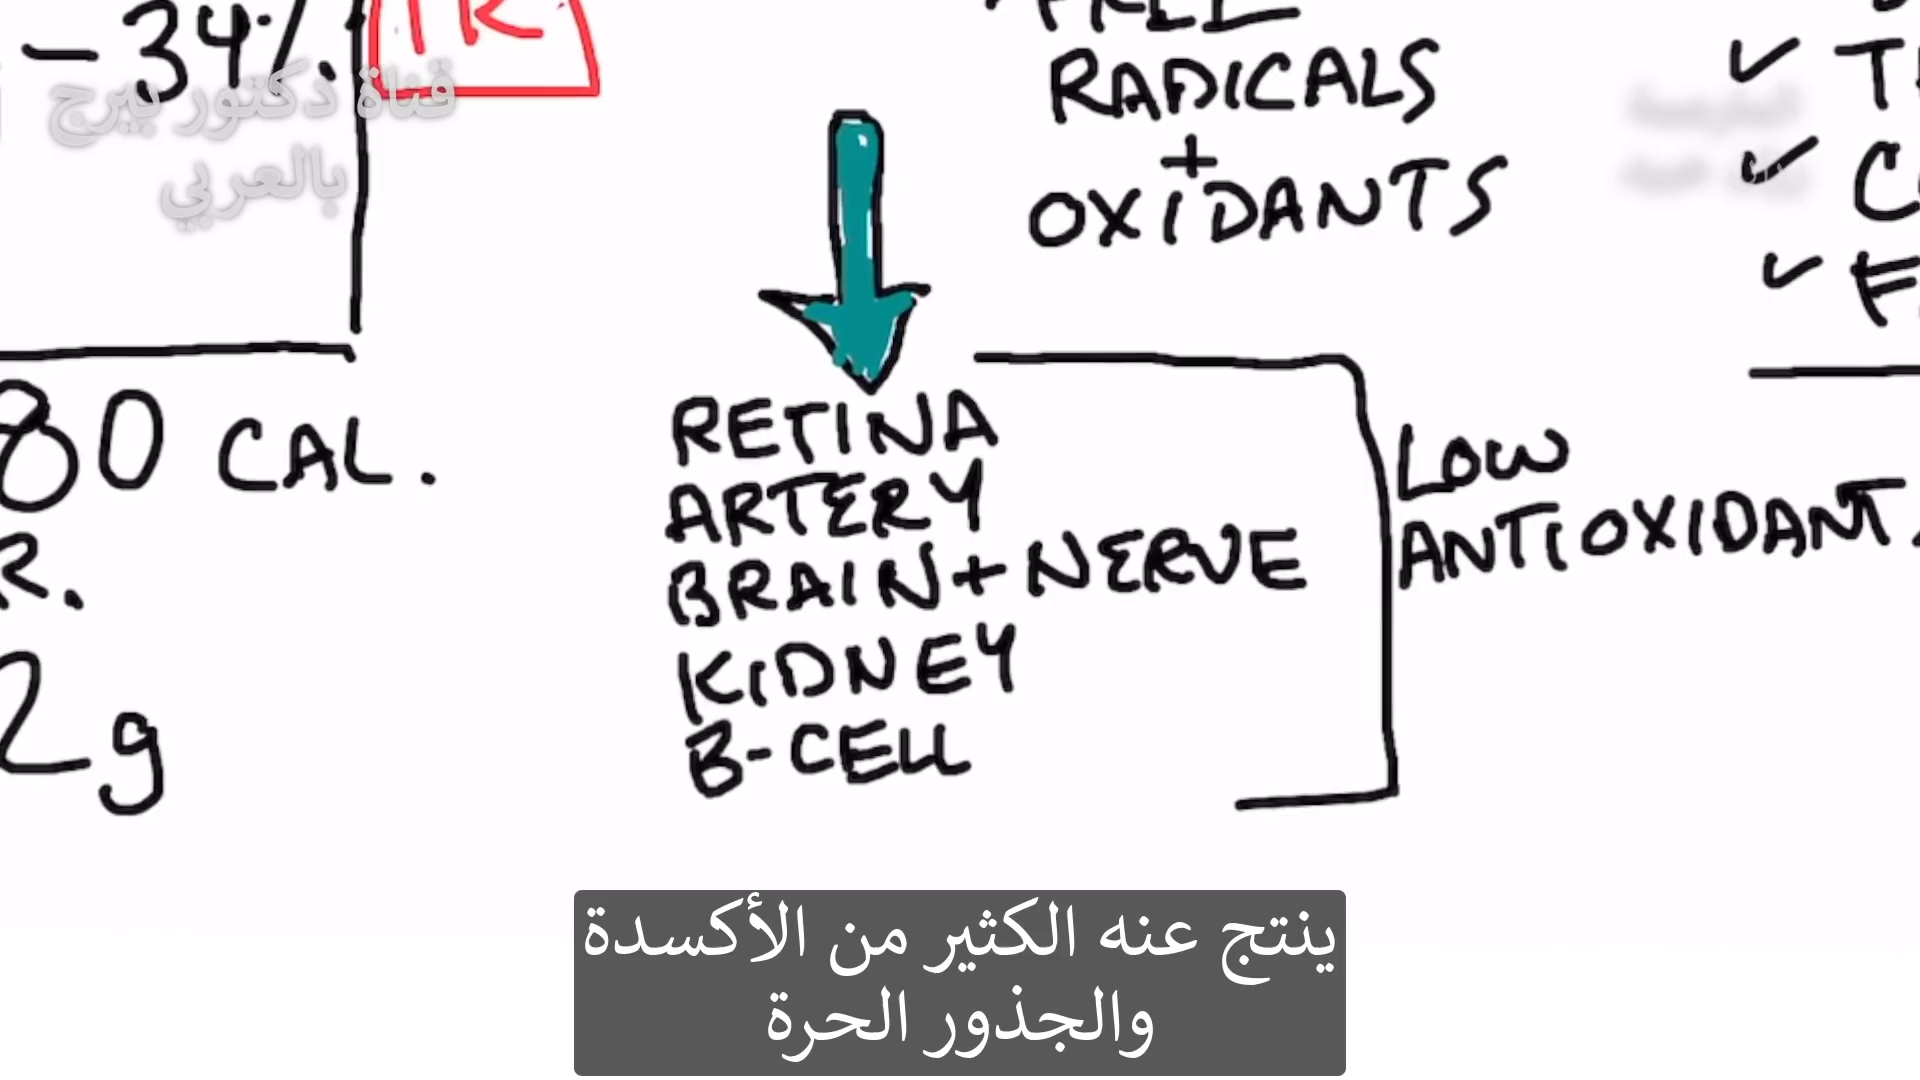 – 34%
قناة دكتور بيرج
بالعربي
80 CAL.
R.
2g
RADICALS
+
OXIDANTS
RETINA
ARTERY
BRAIN + NERVE
KIDNEY
B-CELL
LOW
ANTIOXIDANT
ينتج عنه الكثير من الأكسدة
والجذور الحرة